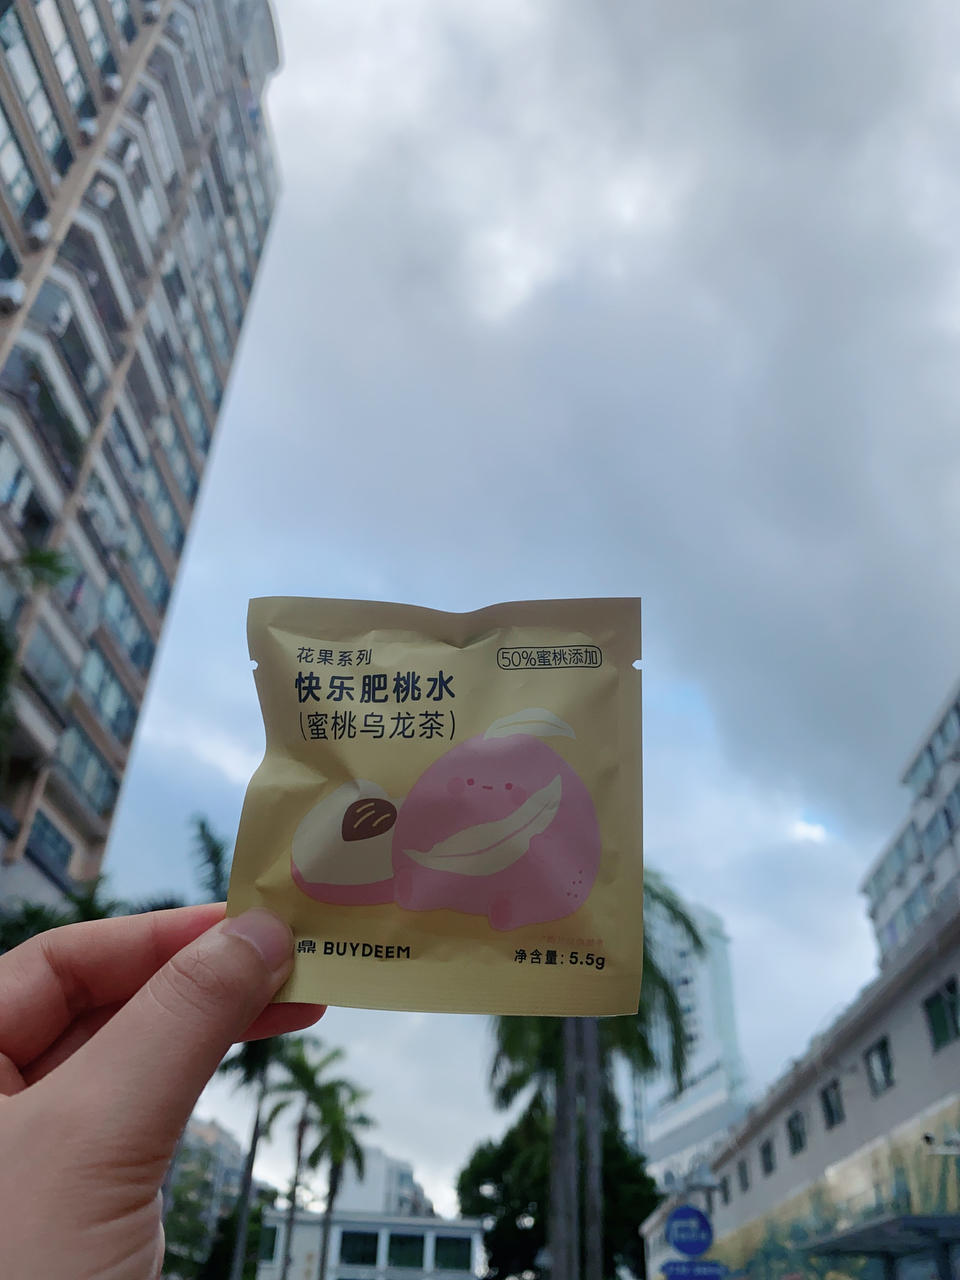 花果系列
50%蜜桃添加
快乐肥桃水
(蜜桃乌龙茶)
鼎 BUYDEEM
净含量: 5.5g